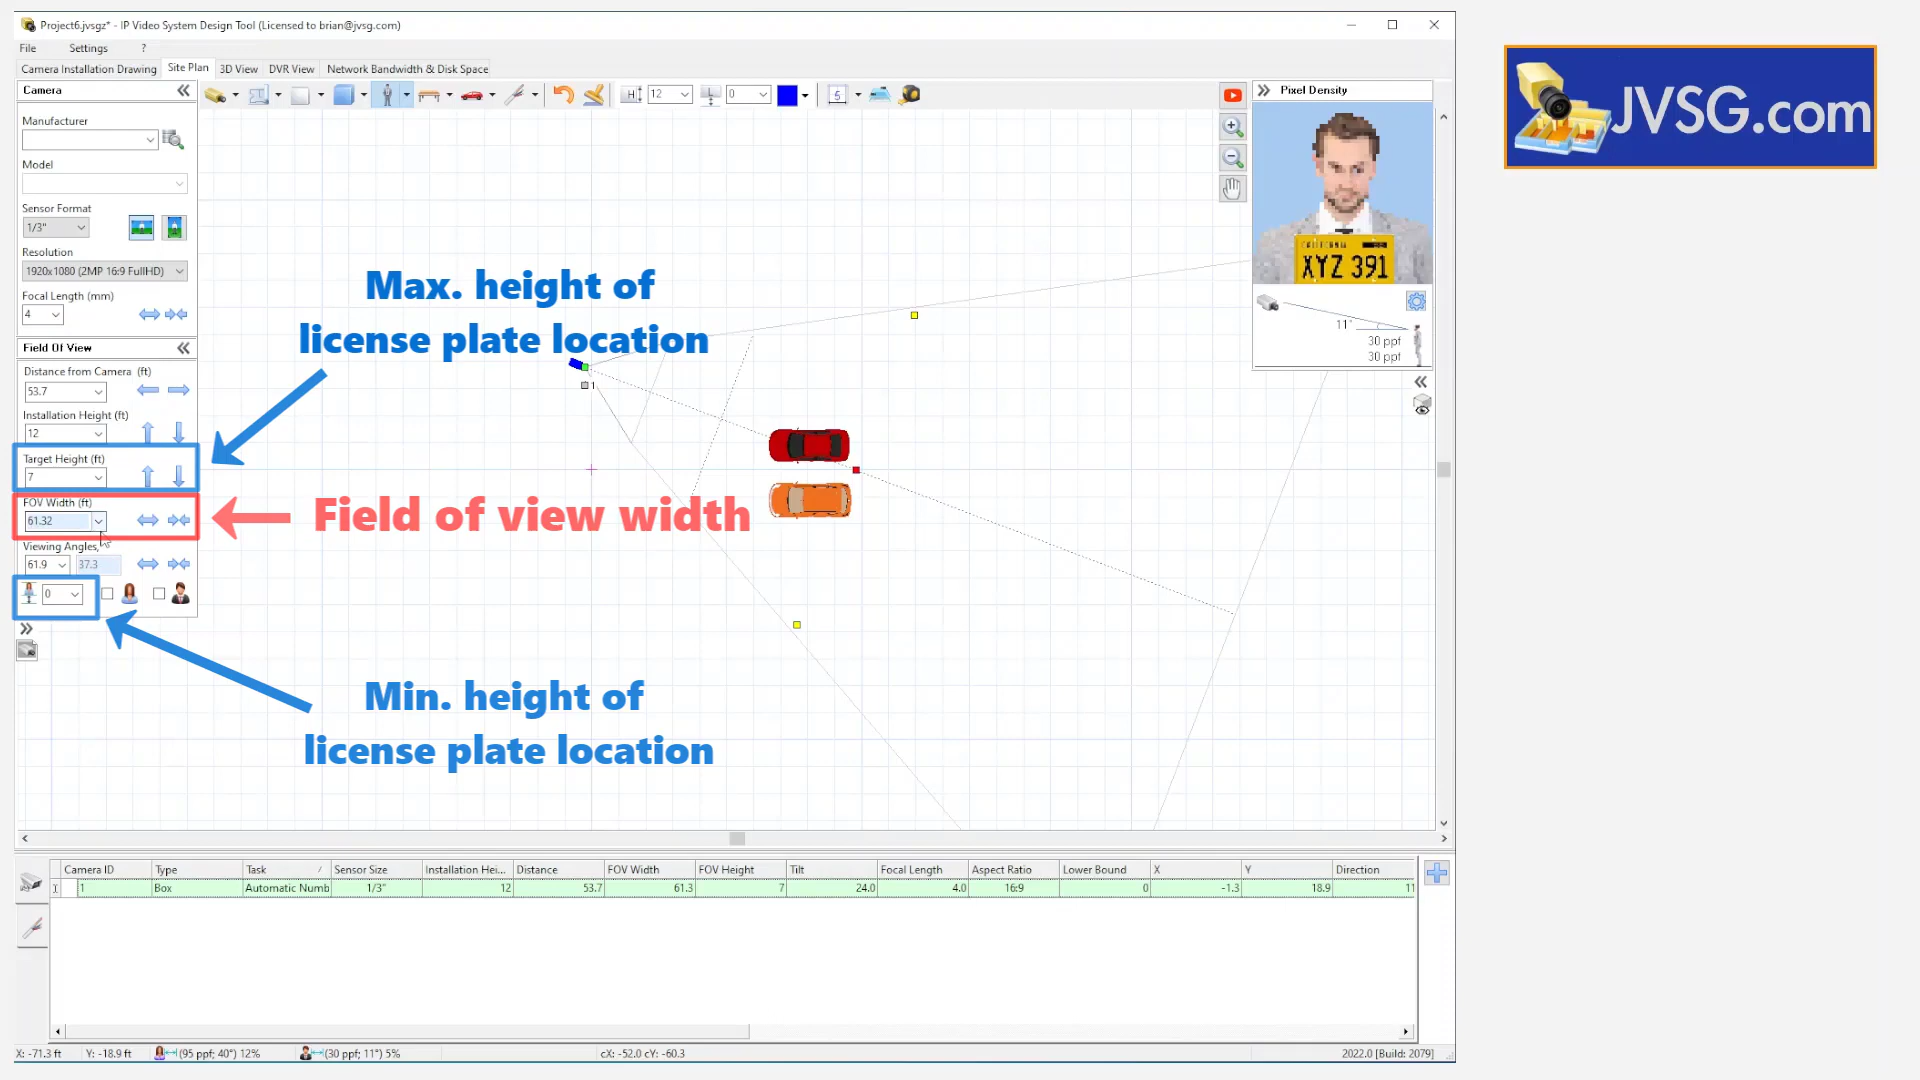 Project6.jvsgz* - IP Video System Design Tool (Licensed to brian@jvsg.com)
File Settings ?
Camera Installation Drawing Site Plan 3D View DVR View Network Bandwidth & Disk Space
Camera
H 12 0 5
Pixel Density
JVSG.com
Manufacturer
Model
Sensor Format
1/3"
Resolution
1920x1080 (2MP 16:9 FullHD)
Focal Length (mm)
4
XYZ 391
11°
30 ppf
30 ppf
Max. height of
license plate location
1
Field Of View
Distance from Camera (ft)
53.7
Installation Height (ft)
12
Target Height (ft)
7
FOV Width (ft)
61.32
Field of view width
Viewing Angles,
61.9 37.3
0
Min. height of
license plate location
Camera ID Type Task / Sensor Size Installation Hei... Distance FOV Width FOV Height Tilt Focal Length Aspect Ratio Lower Bound X Y Direction
1 Box Automatic Numb 1/3" 12 53.7 61.3 7 24.0 4.0 16:9 0 -1.3 18.9 11
X: -71.3 ft Y: -18.9 ft (95 ppf; 40°) 12% (30 ppf; 11°) 5% cX: -52.0 cY: -60.3 2022.0 [Build: 2079]